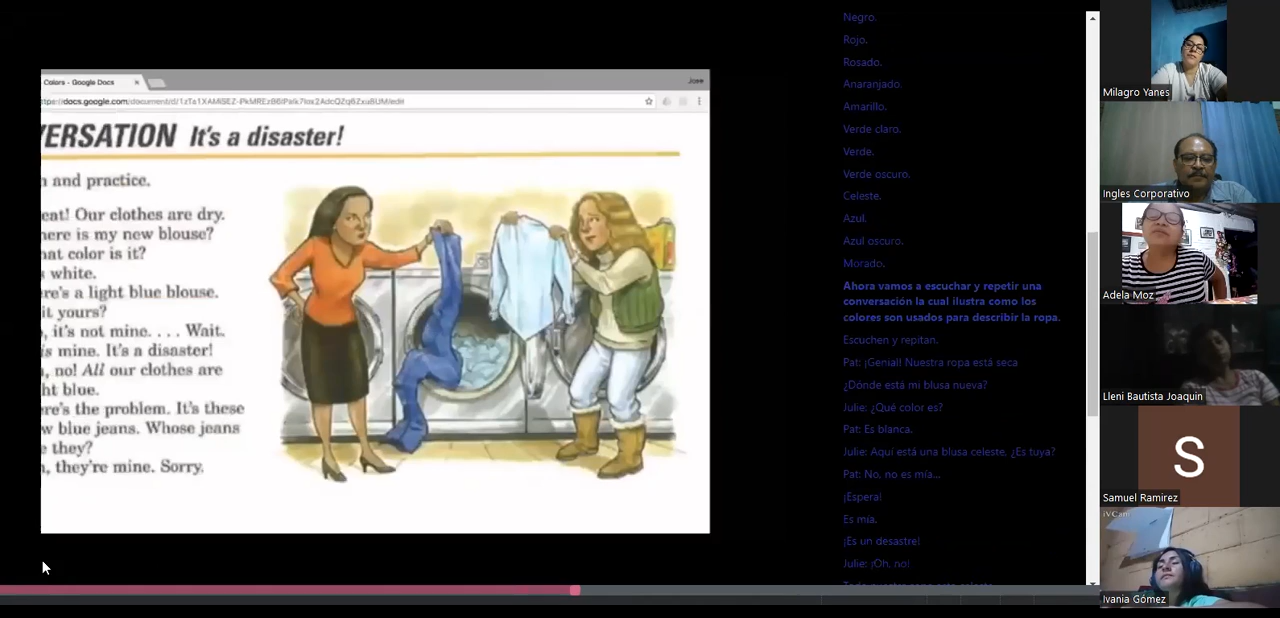 Colors - Google Docs
Jose
VERSATION It's a disaster!
n and practice.
eat! Our clothes are dry.
here is my new blouse?
hat color is it?
s white.
re's a light blue blouse.
it yours?
, it's not mine. . . . Wait.
is mine. It's a disaster!
, no! All our clothes are
ht blue.
ere's the problem. It's these
w blue jeans. Whose jeans
e they?
, they're mine. Sorry.
Negro.
Rojo.
Rosado.
Anaranjado.
Amarillo.
Verde claro.
Verde.
Verde oscuro.
Celeste.
Azul.
Azul oscuro.
Morado.
Ahora vamos a escuchar y repetir una
conversación la cual ilustra como los
colores son usados para describir la ropa.
Escuchen y repitan.
Pat: ¡Genial! Nuestra ropa está seca
¿Dónde está mi blusa nueva?
Julie: ¿Qué color es?
Pat: Es blanca.
Julie: Aquí está una blusa celeste. ¿Es tuya?
Pat: No, no es mía...
¡Espera!
Es mía.
¡Es un desastre!
Julie: ¡Oh, no!
Milagro Yanes
Ingles Corporativo
Adela Moz
Lleni Bautista Joaquin
S
Samuel Ramirez
iVCam
Ivania Gómez